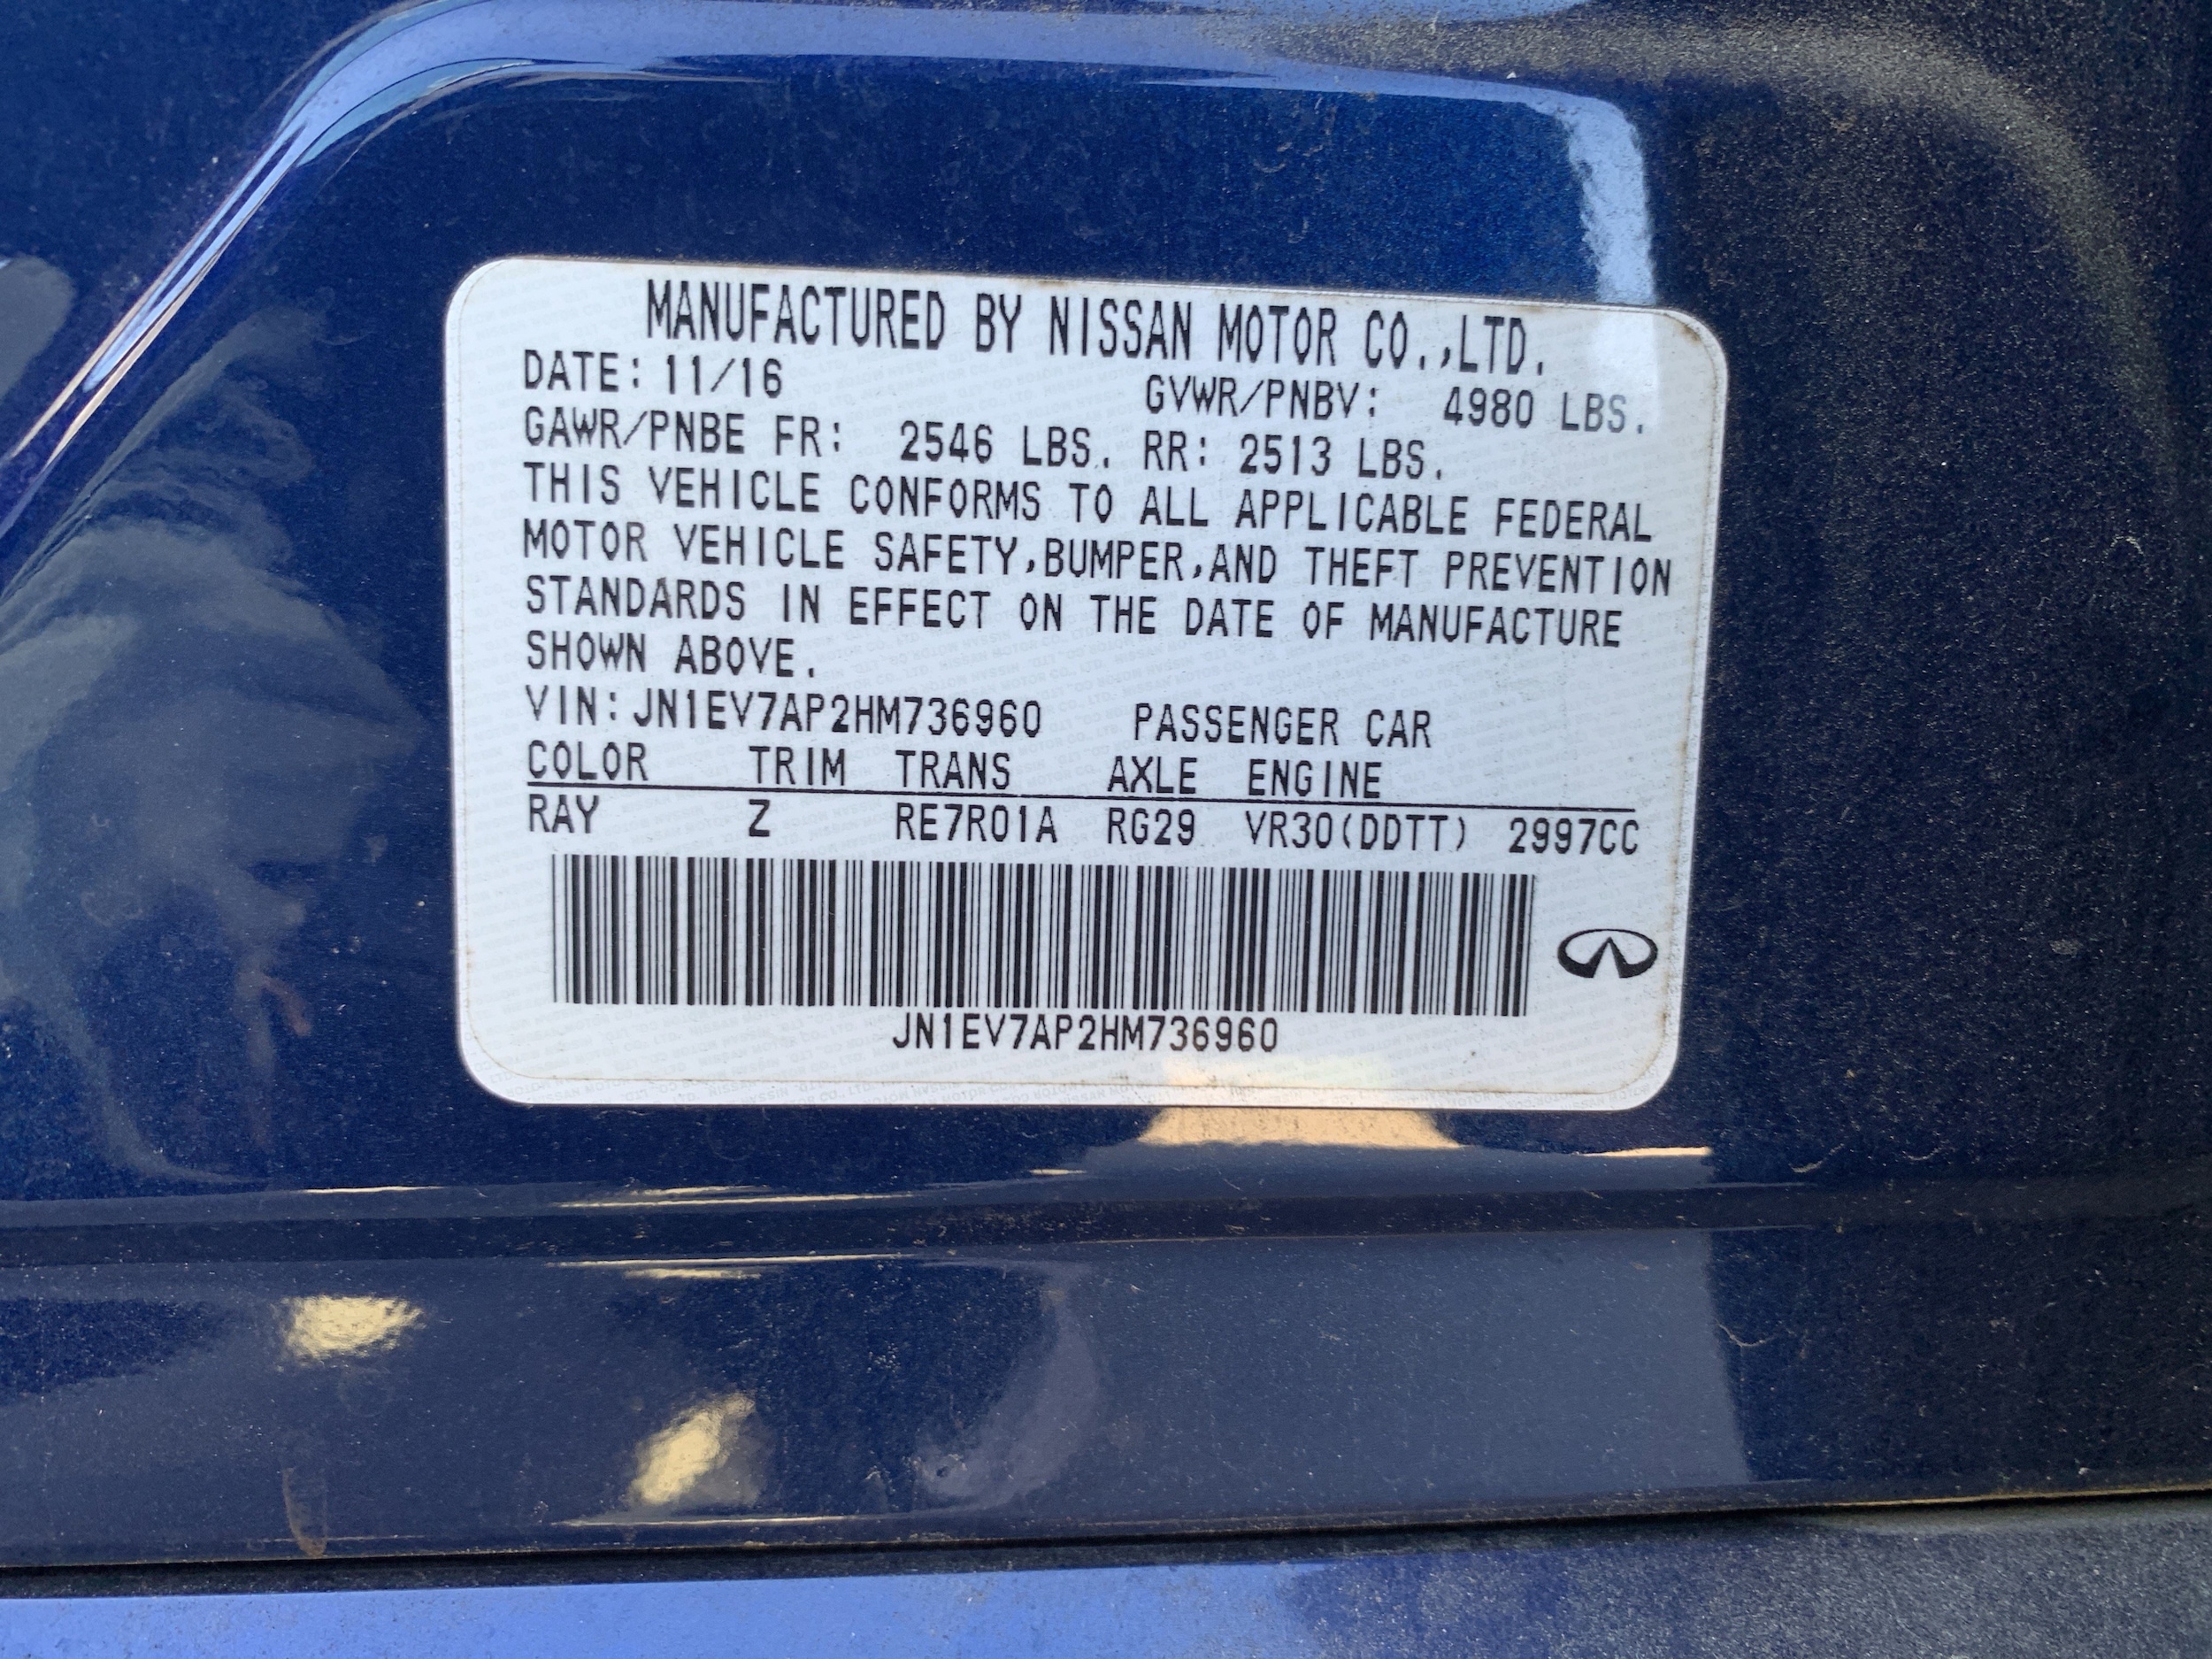 MANUFACTURED BY NISSAN MOTOR CO.,LTD.
DATE: 11/16 GVWR/PNBV: 4980 LBS.
GAWR/PNBE FR: 2546 LBS. RR: 2513 LBS.
THIS VEHICLE CONFORMS TO ALL APPLICABLE FEDERAL
MOTOR VEHICLE SAFETY,BUMPER,AND THEFT PREVENTION
STANDARDS IN EFFECT ON THE DATE OF MANUFACTURE
SHOWN ABOVE.
VIN:JN1EV7AP2HM736960 PASSENGER CAR
COLOR TRIM TRANS AXLE ENGINE
RAY Z RE7R01A RG29 VR30(DDTT) 2997CC
JN1EV7AP2HM736960